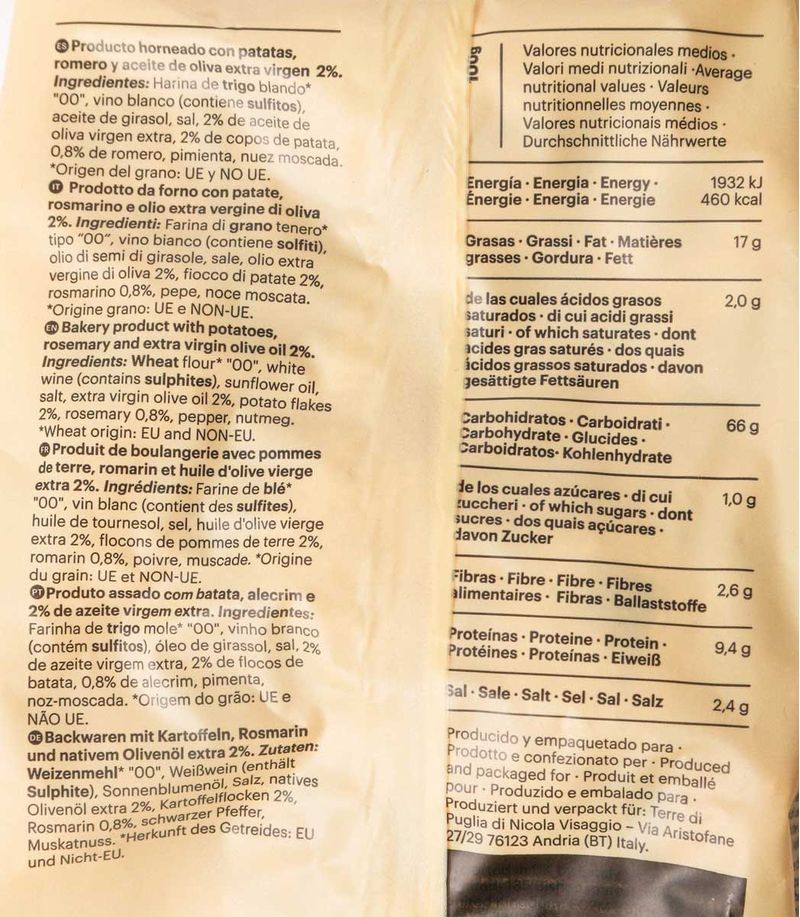 ES Producto horneado con patatas,
romero y aceite de oliva extra virgen 2%.
Ingredientes: Harina de trigo blando*
"00", vino blanco (contiene sulfitos),
aceite de girasol, sal, 2% de aceite de
oliva virgen extra, 2% de copos de patata,
0,8% de romero, pimienta, nuez moscada.
*Origen del grano: UE y NO UE.
IT Prodotto da forno con patate,
rosmarino e olio extra vergine di oliva
2%. Ingredienti: Farina di grano tenero*
tipo "00", vino bianco (contiene solfiti),
olio di semi di girasole, sale, olio extra
vergine di oliva 2%, fiocco di patate 2%,
rosmarino 0,8%, pepe, noce moscata.
*Origine grano: UE e NON-UE.
EN Bakery product with potatoes,
rosemary and extra virgin olive oil 2%.
Ingredients: Wheat flour* "00", white
wine (contains sulphites), sunflower oil,
salt, extra virgin olive oil 2%, potato flakes
2%, rosemary 0,8%, pepper, nutmeg.
*Wheat origin: EU and NON-EU.
FR Produit de boulangerie avec pommes
de terre, romarin et huile d'olive vierge
extra 2%. Ingrédients: Farine de blé*
"00", vin blanc (contient des sulfites),
huile de tournesol, sel, huile d'olive vierge
extra 2%, flocons de pommes de terre 2%,
romarin 0,8%, poivre, muscade. *Origine
du grain: UE et NON-UE.
PT Produto assado com batata, alecrim e
2% de azeite virgem extra. Ingredientes:
Farinha de trigo mole* "00", vinho branco
(contém sulfitos), óleo de girassol, sal, 2%
de azeite virgem extra, 2% de flocos de
batata, 0,8% de alecrim, pimenta,
noz-moscada. *Origem do grão: UE e
NÃO UE.
DE Backwaren mit Kartoffeln, Rosmarin
und nativem Olivenöl extra 2%. Zutaten:
Weizenmehl* "00", Weißwein (enthält
Sulphite), Sonnenblumenöl, Salz, natives
Olivenöl extra 2%, Kartoffelflocken 2%,
Rosmarin 0,8%, schwarzer Pfeffer,
Muskatnuss. *Herkunft des Getreides: EU
und Nicht-EU.
100g
Valores nutricionales medios ·
Valori medi nutrizionali ·Average
nutritional values · Valeurs
nutritionnelles moyennes ·
Valores nutricionais médios ·
Durchschnittliche Nährwerte
Energía · Energia · Energy · 1932 kJ
Énergie · Energia · Energie 460 kcal
Grasas · Grassi · Fat · Matières 17 g
grasses · Gordura · Fett
de las cuales ácidos grasos 2,0 g
saturados · di cui acidi grassi
saturi · of which saturates · dont
acides gras saturés · dos quais
ácidos grassos saturados · davon
gesättigte Fettsäuren
Carbohidratos · Carboidrati · 66 g
Carbohydrate · Glucides ·
Carboidratos· Kohlenhydrate
de los cuales azúcares · di cui 1,0 g
zuccheri · of which sugars · dont
sucres · dos quais açúcares ·
davon Zucker
Fibras · Fibre · Fibre · Fibres 2,6 g
alimentaires · Fibras · Ballaststoffe
Proteínas · Proteine · Protein · 9,4 g
Protéines · Proteínas · Eiweiß
Sal · Sale · Salt · Sel · Sal · Salz 2,4 g
Producido y empaquetado para ·
Prodotto e confezionato per · Produced
and packaged for · Produit et emballé
pour · Produzido e embalado para ·
Produziert und verpackt für: Terre di
Puglia di Nicola Visaggio – Via Aristofane
27/29 76123 Andria (BT) Italy.